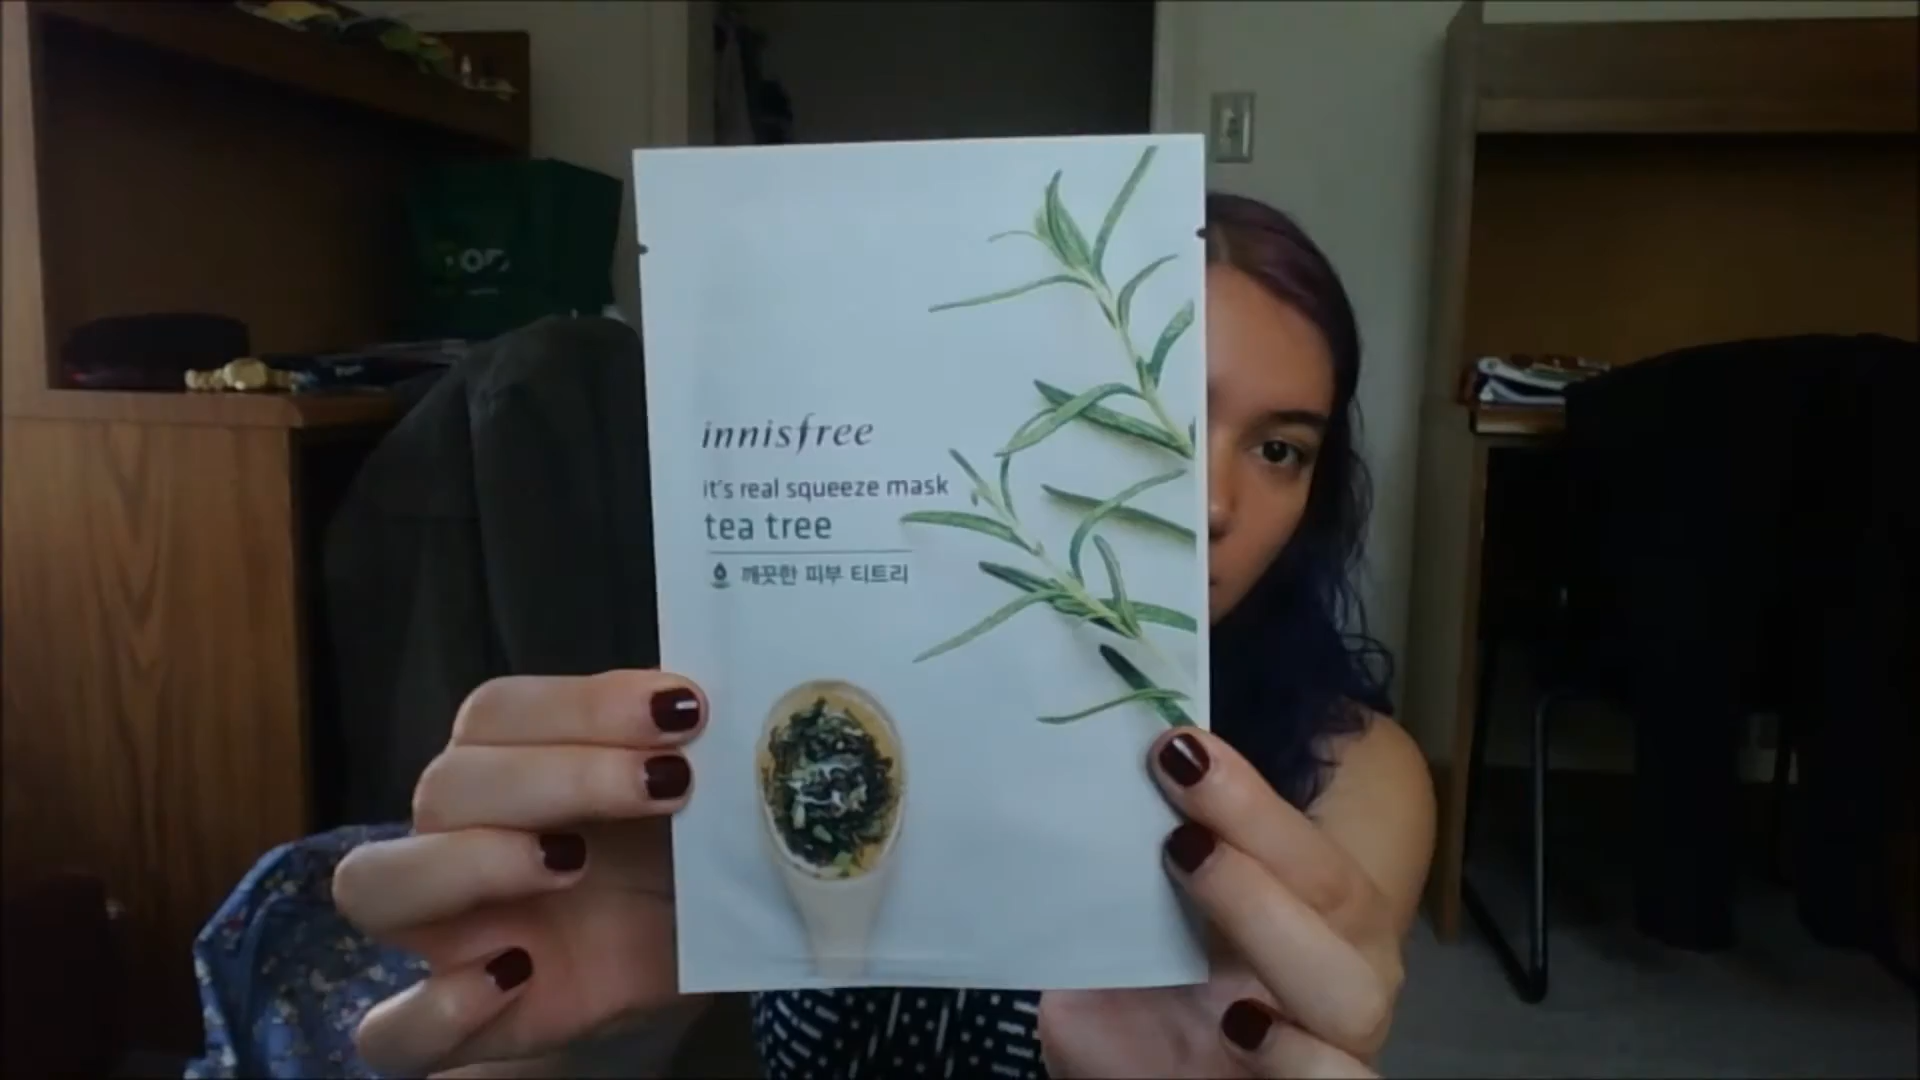 innisfree
it's real squeeze mask
tea tree
깨끗한 피부 티트리